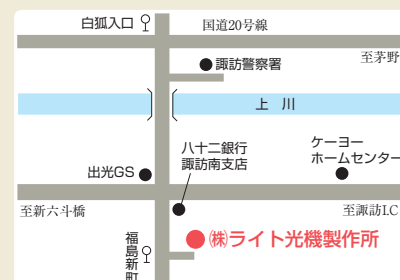 白狐入口
国道20号線
至茅野
諏訪警察署
上 川
八十二銀行
諏訪南支店
ケーヨー
ホームセンター
出光GS
至新六斗橋
至諏訪I.C
㈱ライト光機製作所
福島新町